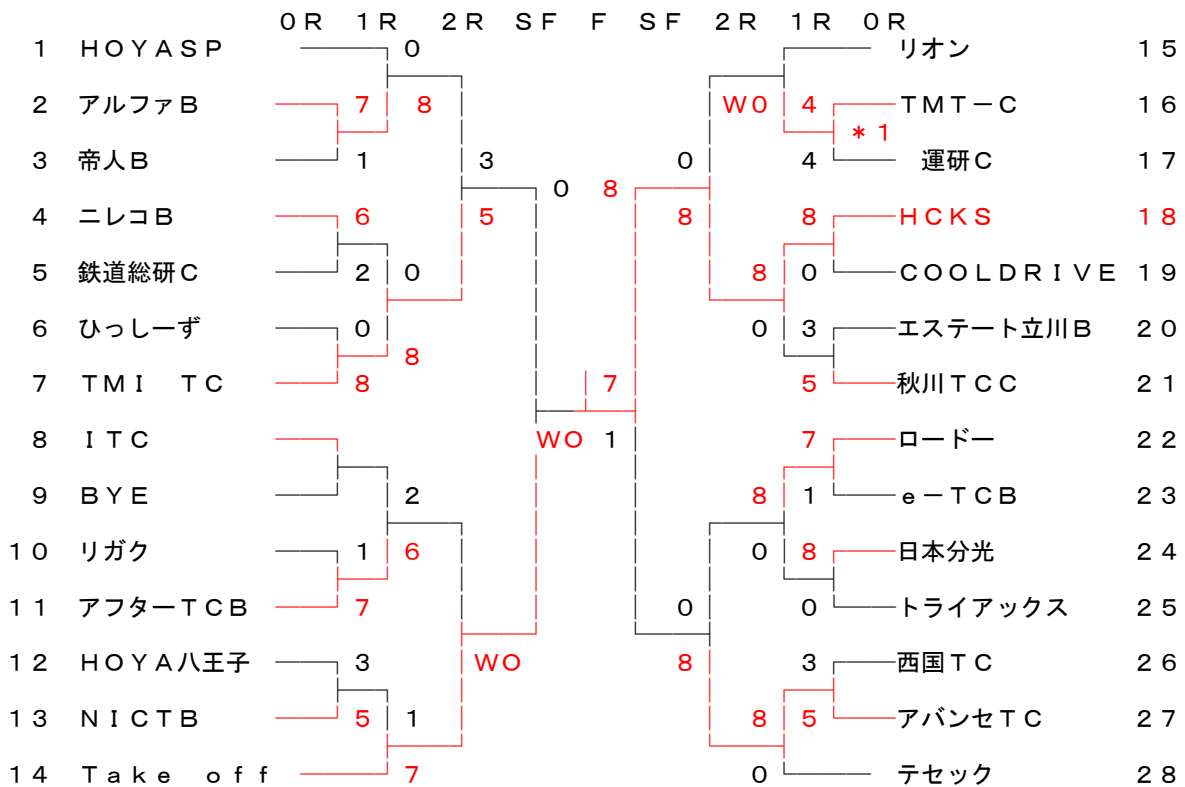 ０Ｒ １Ｒ ２Ｒ ＳＦ Ｆ ＳＦ ２Ｒ １Ｒ ０Ｒ
１ ＨＯＹＡＳＰ ０ リオン １５
２ アルファＢ ７ ８ ＷＯ ４ ＴＭＴ－Ｃ １６
＊１
３ 帝人Ｂ １ ３ ０ ４ 運研Ｃ １７
０ ８
４ ニレコＢ ６ ５ ８ ８ ＨＣＫＳ １８
５ 鉄道総研Ｃ ２ ０ ８ ０ ＣＯＯＬＤＲＩＶＥ １９
６ ひっしーず ０ ０ ３ エステート立川Ｂ ２０
８
７ ＴＭＩ　ＴＣ ８ ７ ５ 秋川ＴＣＣ ２１
８ ＩＴＣ ＷＯ １ ７ ロードー ２２
９ ＢＹＥ ２ ８ １ ｅ－ＴＣＢ ２３
１０ リガク １ ６ ０ ８ 日本分光 ２４
１１ アフターＴＣＢ ７ ０ ０ トライアックス ２５
１２ ＨＯＹＡ八王子 ３ ＷＯ ８ ３ 西国ＴＣ ２６
１３ ＮＩＣＴＢ ５ １ ８ ５ アバンセＴＣ ２７
１４ Ｔａｋｅ　ｏｆｆ ７ ０ テセック ２８